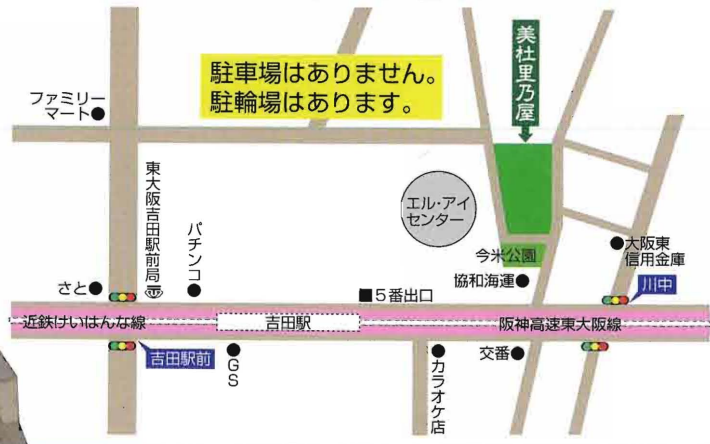 駐車場はありません。
駐輪場はあります。
美杜里乃屋
ファミリー
マート
東大阪吉田駅前局
パチンコ
エル・アイ
センター
今米公園
協和海運
大阪東
信用金庫
さと
5番出口
川中
近鉄けいはんな線
吉田駅
阪神高速東大阪線
吉田駅前
GS
カラオケ店
交番